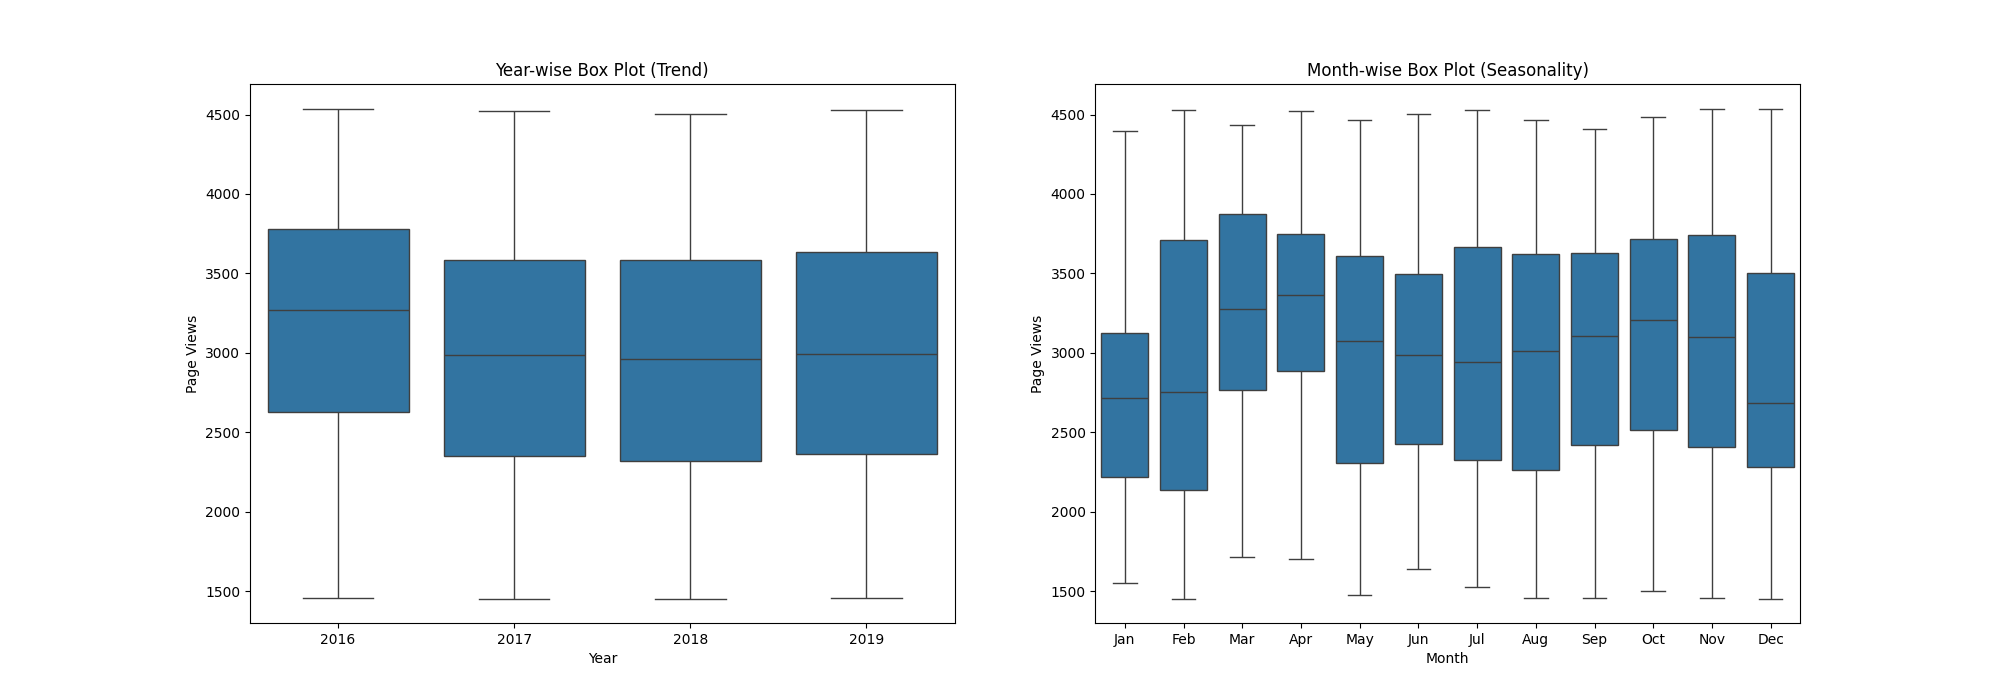 Year-wise Box Plot (Trend)
Page Views
4500
4000
3500
3000
2500
2000
1500
2016 2017 2018 2019
Year
Month-wise Box Plot (Seasonality)
Page Views
4500
4000
3500
3000
2500
2000
1500
Jan Feb Mar Apr May Jun Jul Aug Sep Oct Nov Dec
Month